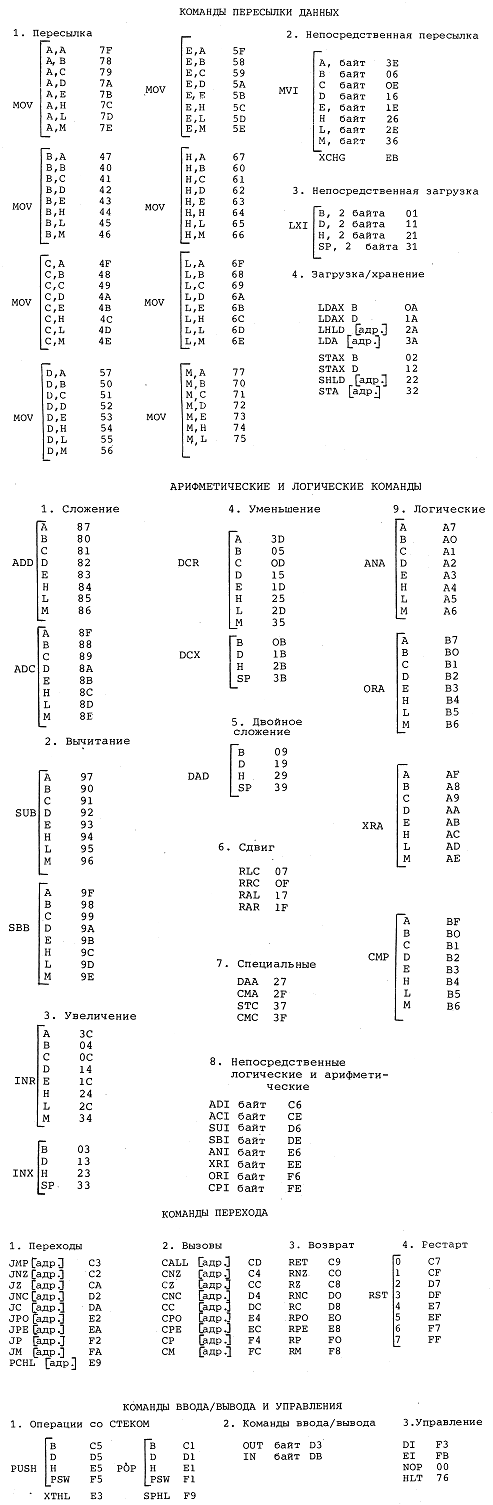 КОМАНДЫ ПЕРЕСЫЛКИ ДАННЫХ
1. Пересылка
MOV
A,A 7F
A,B 78
A,C 79
A,D 7A
A,E 7B
A,H 7C
A,L 7D
A,M 7E
MOV
E,A 5F
E,B 58
E,C 59
E,D 5A
E,E 5B
E,H 5C
E,L 5D
E,M 5E
MOV
B,A 47
B,B 40
B,C 41
B,D 42
B,E 43
B,H 44
B,L 45
B,M 46
MOV
H,A 67
H,B 60
H,C 61
H,D 62
H,E 63
H,H 64
H,L 65
H,M 66
MOV
C,A 4F
C,B 48
C,C 49
C,D 4A
C,E 4B
C,H 4C
C,L 4D
C,M 4E
MOV
L,A 6F
L,B 68
L,C 69
L,D 6A
L,E 6B
L,H 6C
L,L 6D
L,M 6E
MOV
D,A 57
D,B 50
D,C 51
D,D 52
D,E 53
D,H 54
D,L 55
D,M 56
MOV
M,A 77
M,B 70
M,C 71
M,D 72
M,E 73
M,H 74
M,L 75
2. Непосредственная пересылка
MVI
A, байт 3E
B байт 06
C байт OE
D байт 16
E, байт 1E
H байт 26
L, байт 2E
M, байт 36
XCHG EB
3. Непосредственная загрузка
LXI
B, 2 байта 01
D, 2 байта 11
H, 2 байта 21
SP, 2 байта 31
4. Загрузка/хранение
LDAX B OA
LDAX D 1A
LHLD [адр.] 2A
LDA [адр.] 3A
STAX B 02
STAX D 12
SHLD [адр.] 22
STA [адр.] 32
АРИФМЕТИЧЕСКИЕ И ЛОГИЧЕСКИЕ КОМАНДЫ
1. Сложение
ADD
A 87
B 80
C 81
D 82
E 83
H 84
L 85
M 86
ADC
A 8F
B 88
C 89
D 8A
E 8B
H 8C
L 8D
M 8E
2. Вычитание
SUB
A 97
B 90
C 91
D 92
E 93
H 94
L 95
M 96
SBB
A 9F
B 98
C 99
D 9A
E 9B
H 9C
L 9D
M 9E
3. Увеличение
INR
A 3C
B 04
C 0C
D 14
E 1C
H 24
L 2C
M 34
INX
B 03
D 13
H 23
SP 33
4. Уменьшение
DCR
A 3D
B 05
C OD
D 15
E 1D
H 25
L 2D
M 35
DCX
B OB
D 1B
H 2B
SP 3B
5. Двойное
сложение
DAD
B 09
D 19
H 29
SP 39
6. Сдвиг
RLC 07
RRC OF
RAL 17
RAR 1F
7. Специальные
DAA 27
CMA 2F
STC 37
CMC 3F
8. Непосредственные
логические и арифмети-
ческие
ADI байт C6
ACI байт CE
SUI байт D6
SBI байт DE
ANI байт E6
XRI байт EE
ORI байт F6
CPI байт FE
9. Логические
ANA
A A7
B AO
C A1
D A2
E A3
H A4
L A5
M A6
ORA
A B7
B BO
C B1
D B2
E B3
H B4
L B5
M B6
XRA
A AF
B A8
C A9
D AA
E AB
H AC
L AD
M AE
CMP
A BF
B BO
C B1
D B2
E B3
H B4
L B5
M B6
КОМАНДЫ ПЕРЕХОДА
1. Переходы
JMP [адр.] C3
JNZ [адр.] C2
JZ [адр.] CA
JNC [адр.] D2
JC [адр.] DA
JPO [адр.] E2
JPE [адр.] EA
JP [адр.] F2
JM [адр.] FA
PCHL [адр.] E9
2. Вызовы
CALL [адр.] CD
CNZ [адр.] C4
CZ [адр.] CC
CNC [адр.] D4
CC [адр.] DC
CPO [адр.] E4
CPE [адр.] EC
CP [адр.] F4
CM [адр.] FC
3. Возврат
RET C9
RNZ CO
RZ C8
RNC DO
RC D8
RPO EO
RPE E8
RP FO
RM F8
4. Рестарт
RST
0 C7
1 CF
2 D7
3 DF
4 E7
5 EF
6 F7
7 FF
КОМАНДЫ ВВОДА/ВЫВОДА И УПРАВЛЕНИЯ
1. Операции со СТЕКОМ
PUSH
B C5
D D5
H E5
PSW F5
POP
B C1
D D1
H E1
PSW F1
XTHL E3
SPHL F9
2. Команды ввода/вывода
OUT байт D3
IN байт DB
3.Управление
DI F3
EI FB
NOP 00
HLT 76